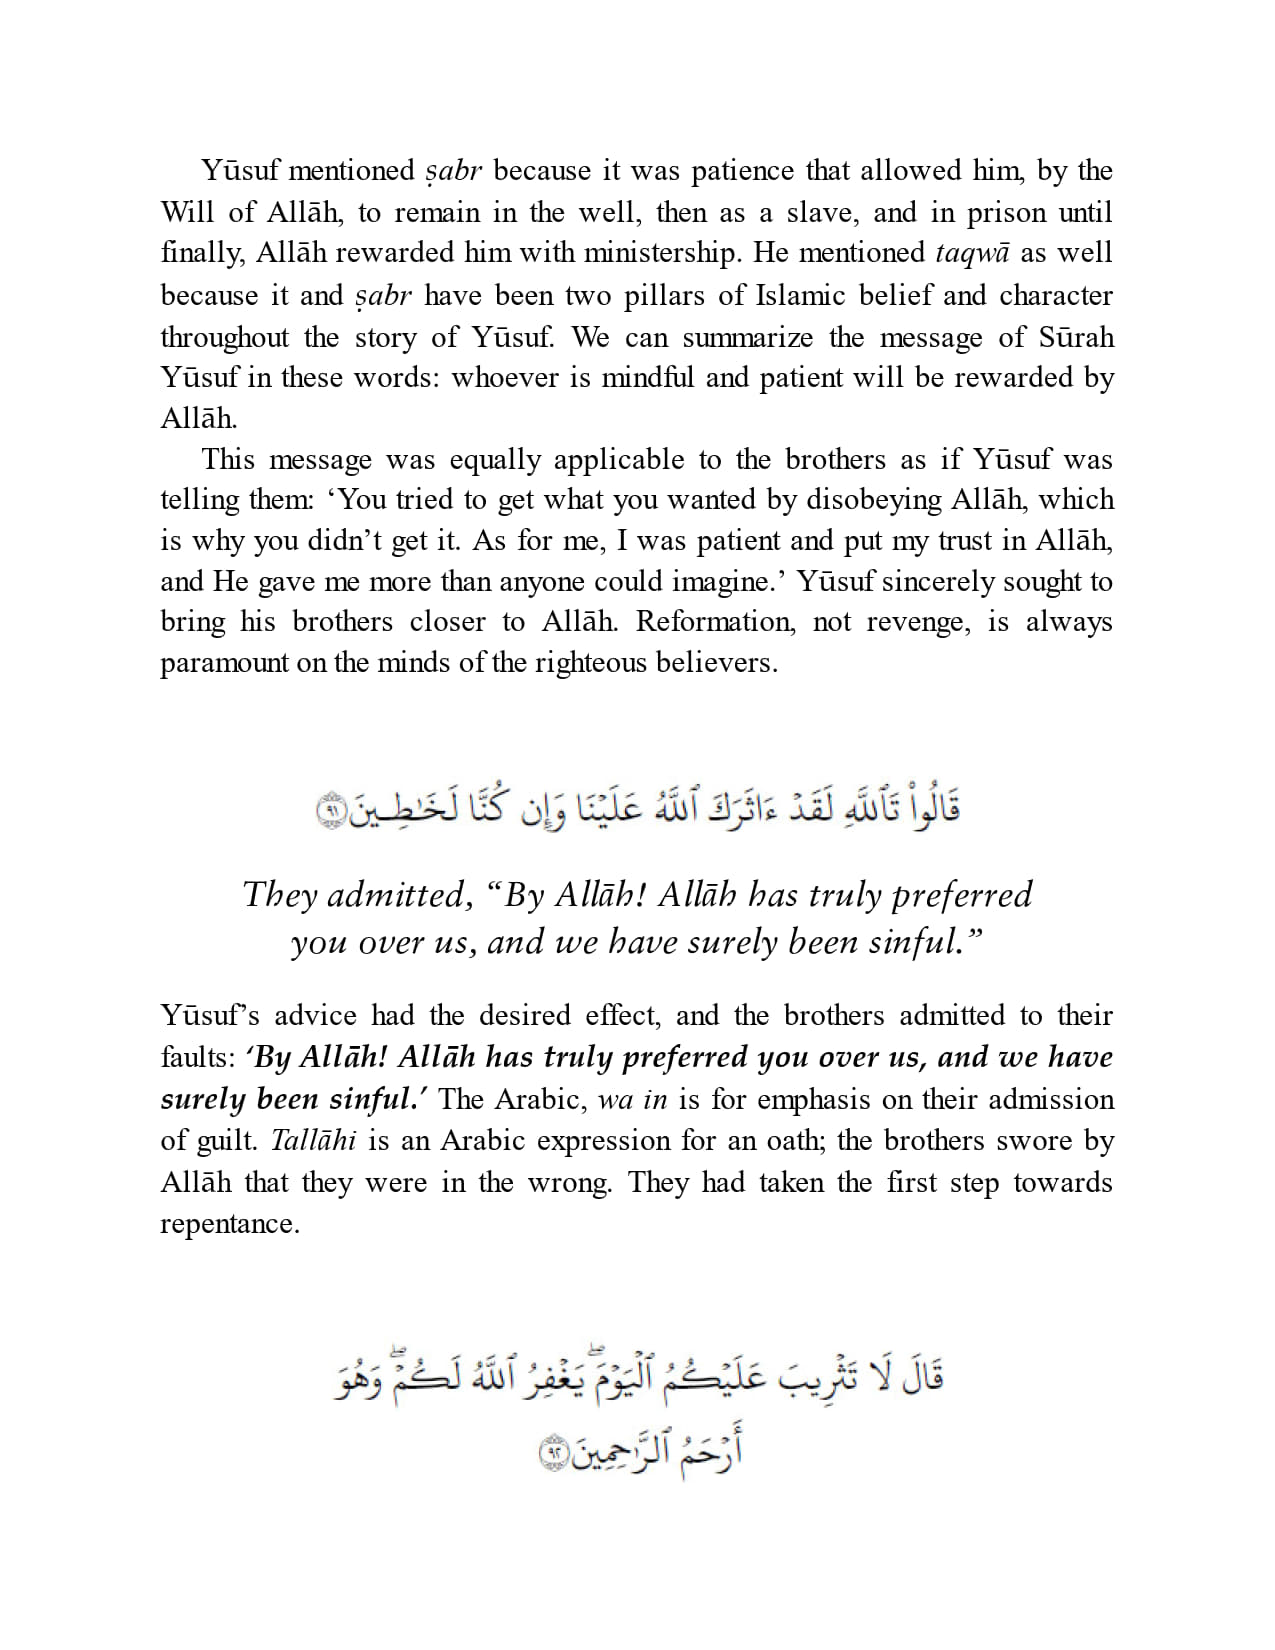 Yūsuf mentioned ṣabr because it was patience that allowed him, by the
Will of Allāh, to remain in the well, then as a slave, and in prison until
finally, Allāh rewarded him with ministership. He mentioned taqwā as well
because it and ṣabr have been two pillars of Islamic belief and character
throughout the story of Yūsuf. We can summarize the message of Sūrah
Yūsuf in these words: whoever is mindful and patient will be rewarded by
Allāh.
This message was equally applicable to the brothers as if Yūsuf was
telling them: ‘You tried to get what you wanted by disobeying Allāh, which
is why you didn’t get it. As for me, I was patient and put my trust in Allāh,
and He gave me more than anyone could imagine.’ Yūsuf sincerely sought to
bring his brothers closer to Allāh. Reformation, not revenge, is always
paramount on the minds of the righteous believers.
قَالُوا۟ تَٱللَّهِ لَقَدْ ءَاثَرَكَ ٱللَّهُ عَلَيْنَا وَإِن كُنَّا لَخَـٰطِـِٔينَ ٩١
They admitted, “By Allāh! Allāh has truly preferred
you over us, and we have surely been sinful.”
Yūsuf’s advice had the desired effect, and the brothers admitted to their
faults: ‘By Allāh! Allāh has truly preferred you over us, and we have
surely been sinful.’ The Arabic, wa in is for emphasis on their admission
of guilt. Tallāhi is an Arabic expression for an oath; the brothers swore by
Allāh that they were in the wrong. They had taken the first step towards
repentance.
قَالَ لَا تَثْرِيبَ عَلَيْكُمُ ٱلْيَوْمَ ۖ يَغْفِرُ ٱللَّهُ لَكُمْ ۖ وَهُوَ
أَرْحَمُ ٱلرَّٰحِمِينَ ٩٢